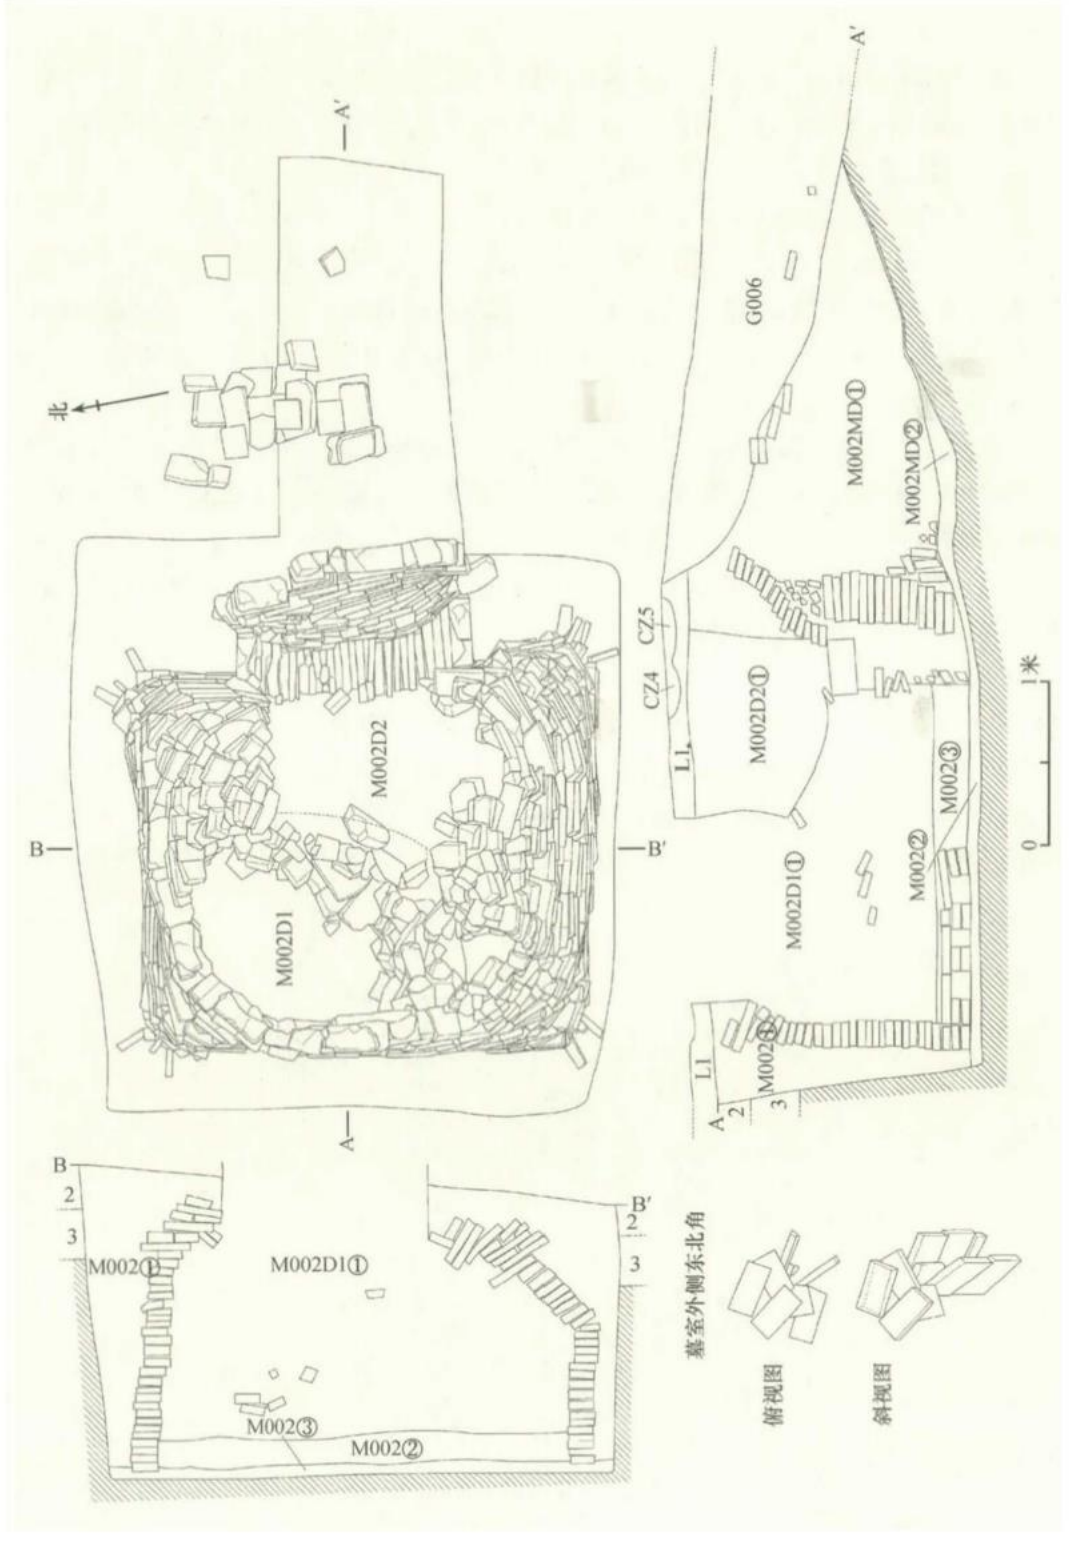 A′
A′
北
G006
M002MD①
M002MD②
CZ5
CZ4
M002D2①
L1
M002D2
1米
0
B
B′
M002③
M002②
M002D1
M002D1①
L1
M002①
A
2
3
A
B
2
3
M002①
M002D1①
B′
2
3
M002③
M002②
墓室外侧东北角
俯视图
斜视图